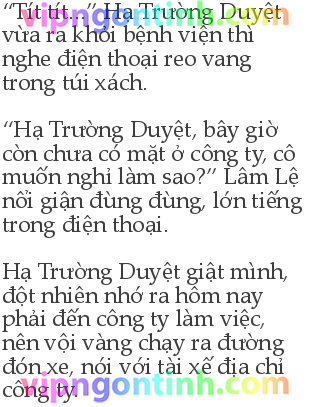 “Tít tít...” Hạ Trường Duyệt
vừa ra khỏi bệnh viện thì
nghe điện thoại reo vang
trong túi xách.
“Hạ Trường Duyệt, bây giờ
còn chưa có mặt ở công ty, cô
muốn nghỉ làm sao?” Lâm Lệ
nổi giận đùng đùng, lớn tiếng
trong điện thoại.
Hạ Trường Duyệt giật mình,
đột nhiên nhớ ra hôm nay
phải đến công ty làm việc,
nên vội vàng chạy ra đường
đón xe, nói với tài xế địa chỉ
công ty.
vipngontinh.com
vipngontinh.com